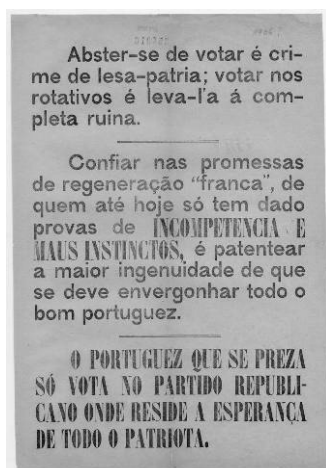 Abster-se de votar é cri-
me de lesa-patria; votar nos
rotativos é leva-l'a á com-
pleta ruina.
Confiar nas promessas
de regeneração "franca", de
quem até hoje só tem dado
provas de INCOMPETENCIA E
MAUS INSTINCTOS, é patentear
a maior ingenuidade de que
se deve envergonhar todo o
bom portuguez.
O PORTUGUEZ QUE SE PREZA
SÓ VOTA NO PARTIDO REPUBLI-
CANO ONDE RESIDE A ESPERANÇA
DE TODO O PATRIOTA.